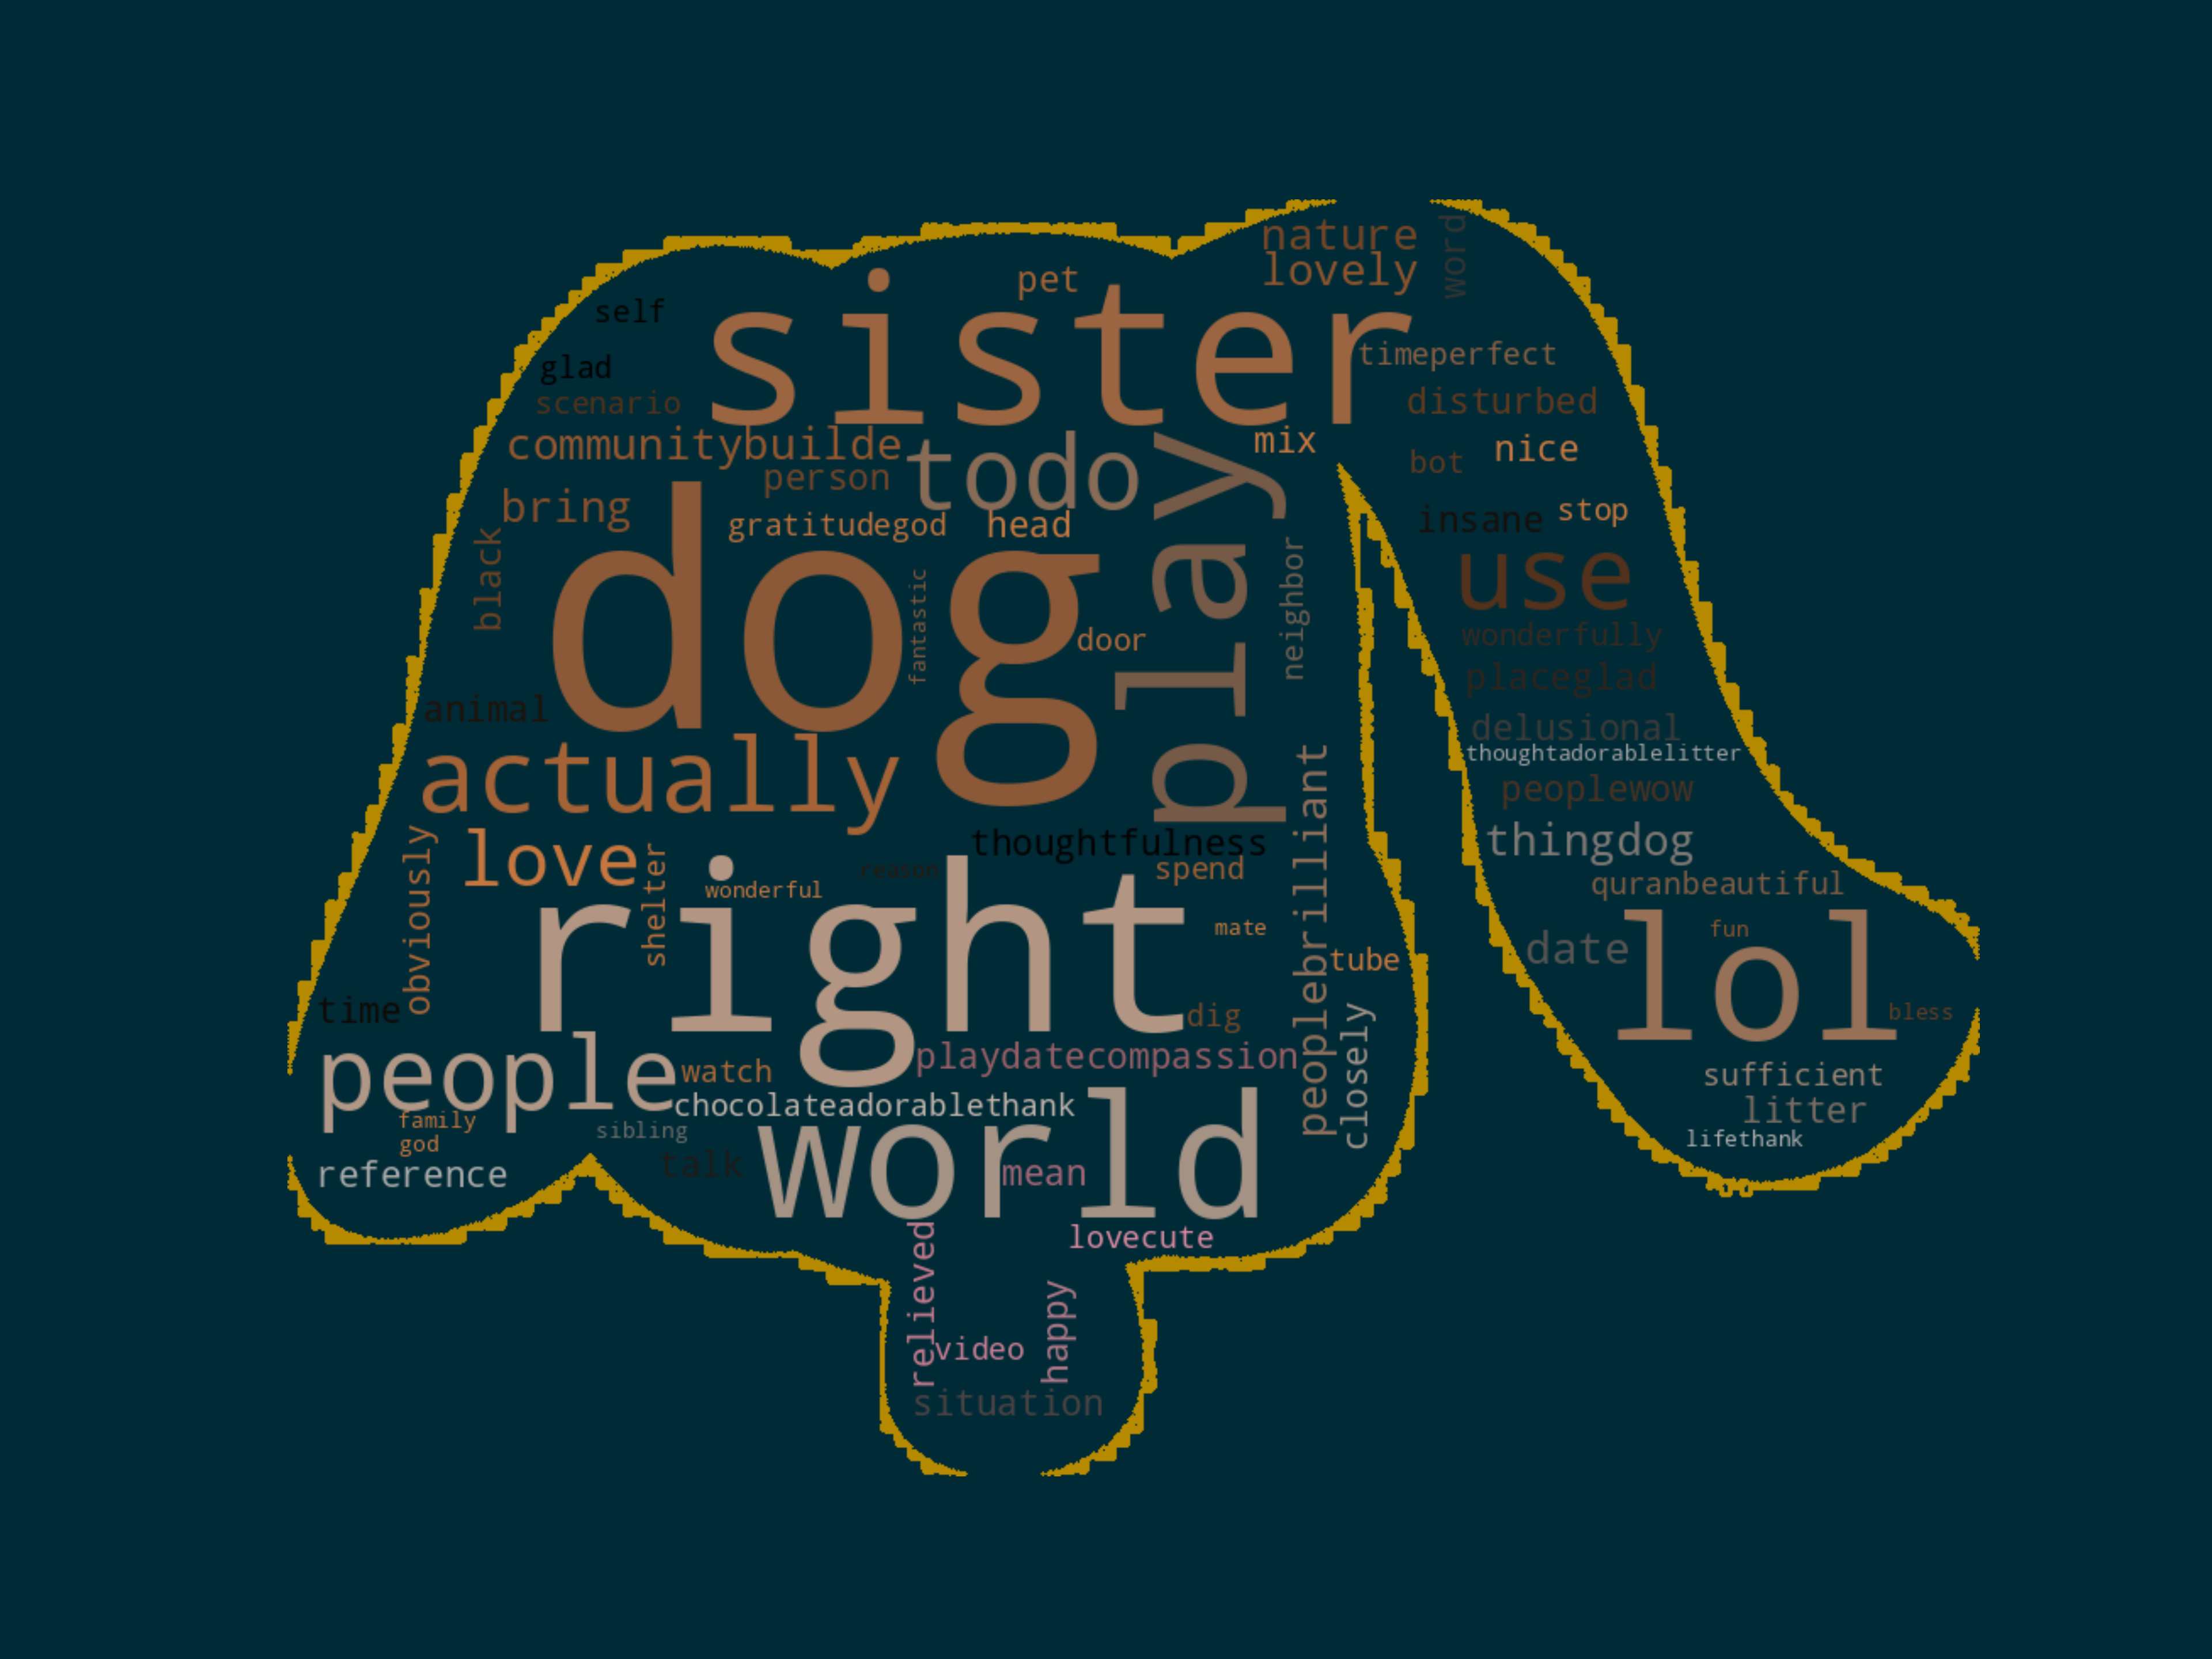 nature
word
lovely
pet
self
sister
timeperfect
glad
scenario
disturbed
communitybuilde
mix
nice
person
todo
play
bot
bring
gratitudegod
head
insane
stop
black
dog
fantastic
neighbor
use
door
wonderfully
placeglad
animal
delusional
thoughtadorablelitter
actually
peoplewow
thoughtfulness
thingdog
love
obviously
shelter
reason
spend
peoplebrilliant
wonderful
quranbeautiful
right
mate
tube
date
lol
fun
time
dig
bless
closely
people
watch
playdatecompassion
sufficient
chocolateadorablethank
litter
family
sibling
lifethank
god
reference
talk
world
mean
lovecute
relieved
happy
video
situation